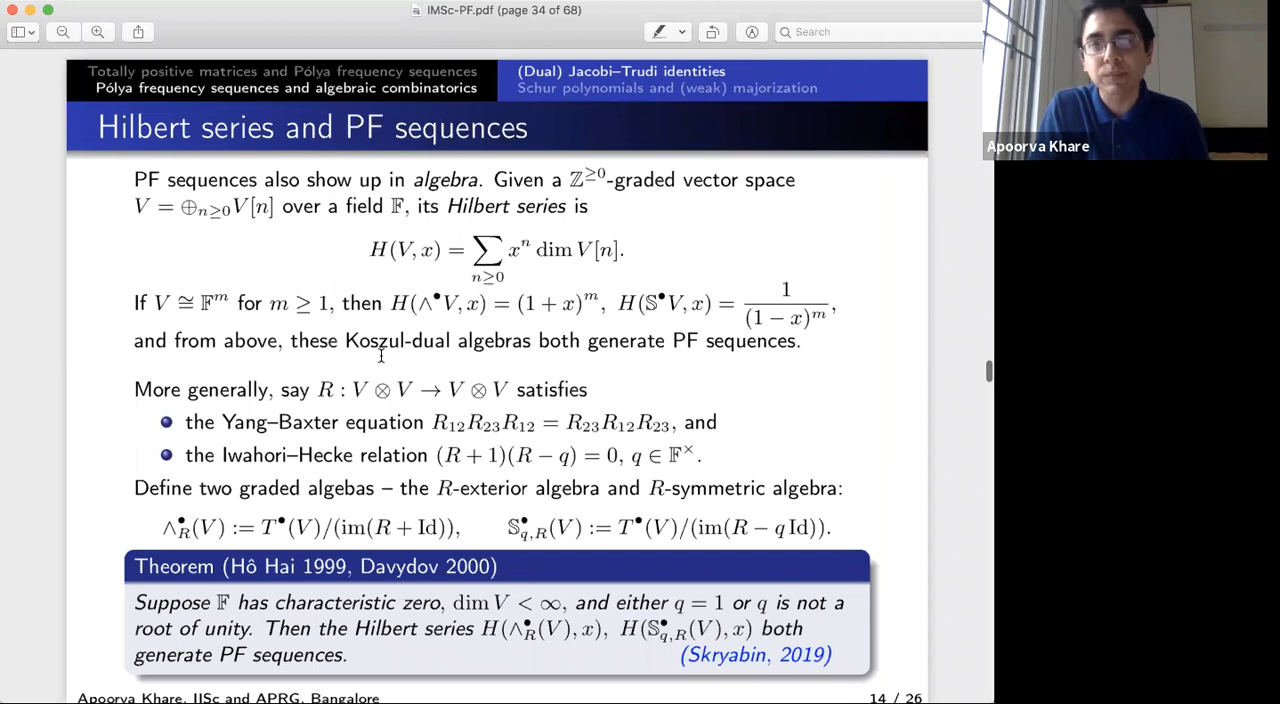 IMSc-PF.pdf (page 34 of 68)
Search
Totally positive matrices and Pólya frequency sequences
Pólya frequency sequences and algebraic combinatorics
(Dual) Jacobi–Trudi identities
Schur polynomials and (weak) majorization
Hilbert series and PF sequences
PF sequences also show up in algebra. Given a ℤ^{≥0}-graded vector space
V = ⊕_{n≥0}V[n] over a field 𝔽, its Hilbert series is
H(V, x) = ∑_{n≥0} x^n dim V[n].
If V ≅ 𝔽^m for m ≥ 1, then H(∧^•V, x) = (1 + x)^m, H(𝕊^•V, x) = 1/(1 − x)^m,
and from above, these Koszul-dual algebras both generate PF sequences.
More generally, say R : V ⊗ V → V ⊗ V satisfies
the Yang–Baxter equation R_{12}R_{23}R_{12} = R_{23}R_{12}R_{23}, and
the Iwahori–Hecke relation (R + 1)(R − q) = 0, q ∈ 𝔽^×.
Define two graded algebas – the R-exterior algebra and R-symmetric algebra:
∧^•_R(V) := T^•(V)/(im(R + Id)), 𝕊^•_{q,R}(V) := T^•(V)/(im(R − q Id)).
Theorem (Hô Hai 1999, Davydov 2000)
Suppose 𝔽 has characteristic zero, dim V < ∞, and either q = 1 or q is not a
root of unity. Then the Hilbert series H(∧^•_R(V), x), H(𝕊^•_{q,R}(V), x) both
generate PF sequences. (Skryabin, 2019)
Apoorva Khare, IISc and APRG, Bangalore
14 / 26
Apoorva Khare